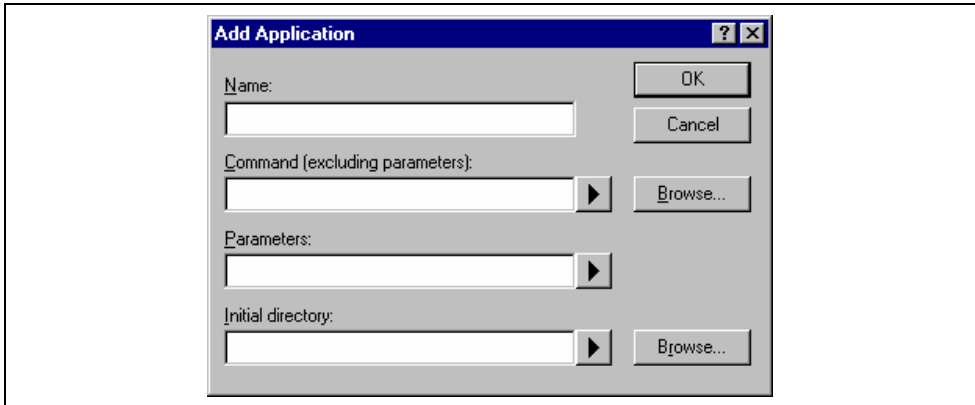 Add Application
Name:
OK
Cancel
Command (excluding parameters):
Browse...
Parameters:
Initial directory:
Browse...